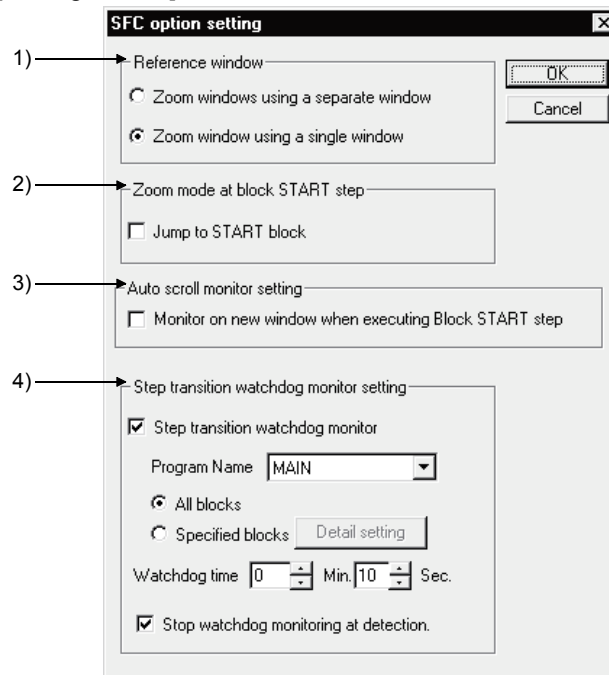 SFC option setting
1) Reference window
OK
Zoom windows using a separate window
Cancel
Zoom window using a single window
2) Zoom mode at block START step
Jump to START block
3) Auto scroll monitor setting
Monitor on new window when executing Block START step
4) Step transition watchdog monitor setting
Step transition watchdog monitor
Program Name MAIN
All blocks
Specified blocks Detail setting
Watchdog time 0 Min. 10 Sec.
Stop watchdog monitoring at detection.